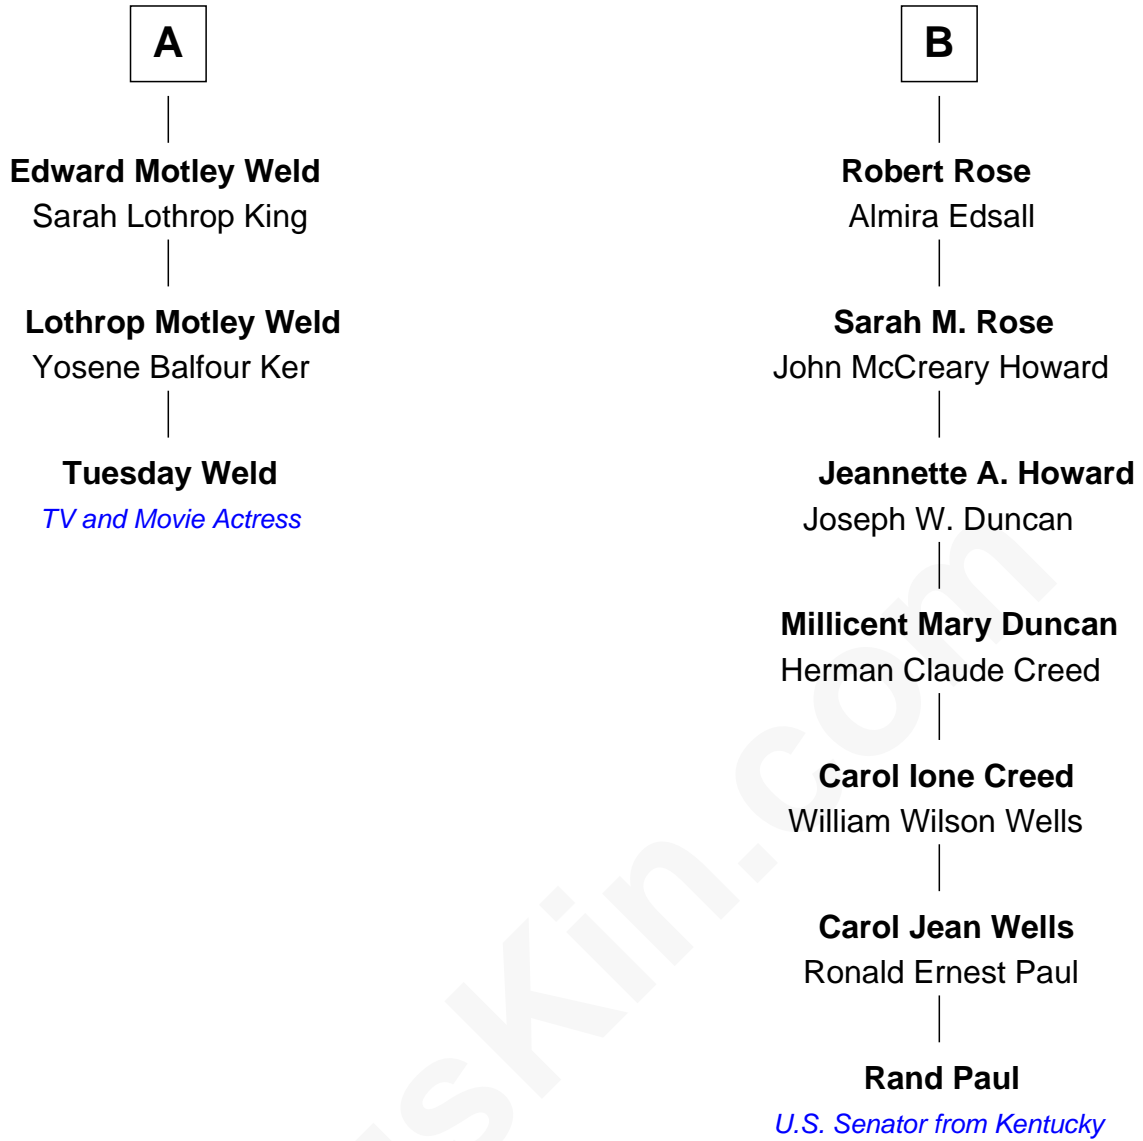 A
Edward Motley Weld
Sarah Lothrop King
Lothrop Motley Weld
Yosene Balfour Ker
Tuesday Weld
TV and Movie Actress
B
Robert Rose
Almira Edsall
Sarah M. Rose
John McCreary Howard
Jeannette A. Howard
Joseph W. Duncan
Millicent Mary Duncan
Herman Claude Creed
Carol Ione Creed
William Wilson Wells
Carol Jean Wells
Ronald Ernest Paul
Rand Paul
U.S. Senator from Kentucky
sKin.com